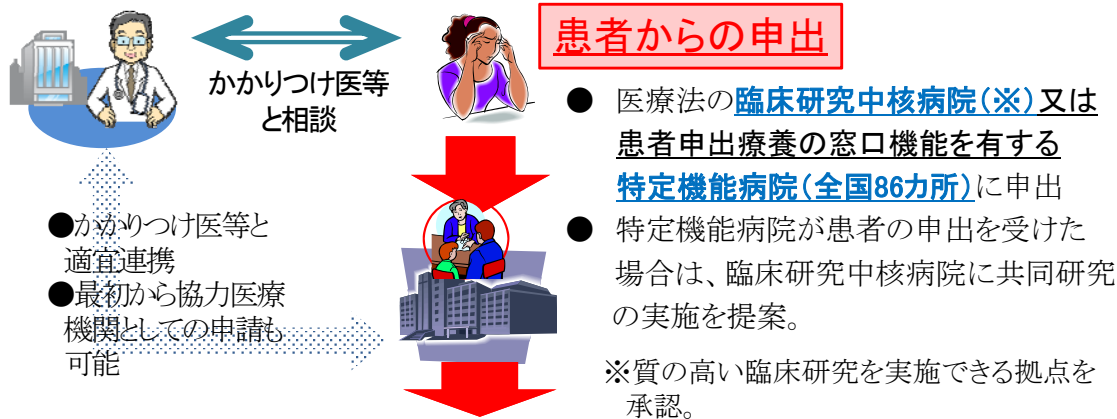 患者からの申出
かかりつけ医等
と相談
● 医療法の臨床研究中核病院(※)又は
患者申出療養の窓口機能を有する
特定機能病院(全国86カ所)に申出
● 特定機能病院が患者の申出を受けた
場合は、臨床研究中核病院に共同研究
の実施を提案。
※質の高い臨床研究を実施できる拠点を
承認。
●かかりつけ医等と
適宜連携
●最初から協力医療
機関としての申請も
可能